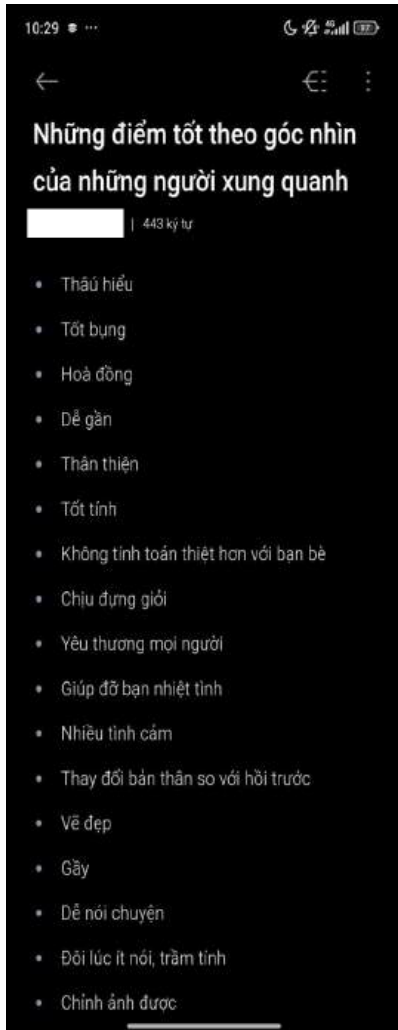 10:29
4G
97
Những điểm tốt theo góc nhìn
của những người xung quanh
| 443 ký tự
Thấu hiểu
Tốt bụng
Hoà đồng
Dễ gần
Thân thiện
Tốt tính
Không tính toán thiệt hơn với bạn bè
Chịu đựng giỏi
Yêu thương mọi người
Giúp đỡ bạn nhiệt tình
Nhiều tình cảm
Thay đổi bản thân so với hồi trước
Vẽ đẹp
Gầy
Dễ nói chuyện
Đôi lúc ít nói, trầm tính
Chỉnh ảnh được